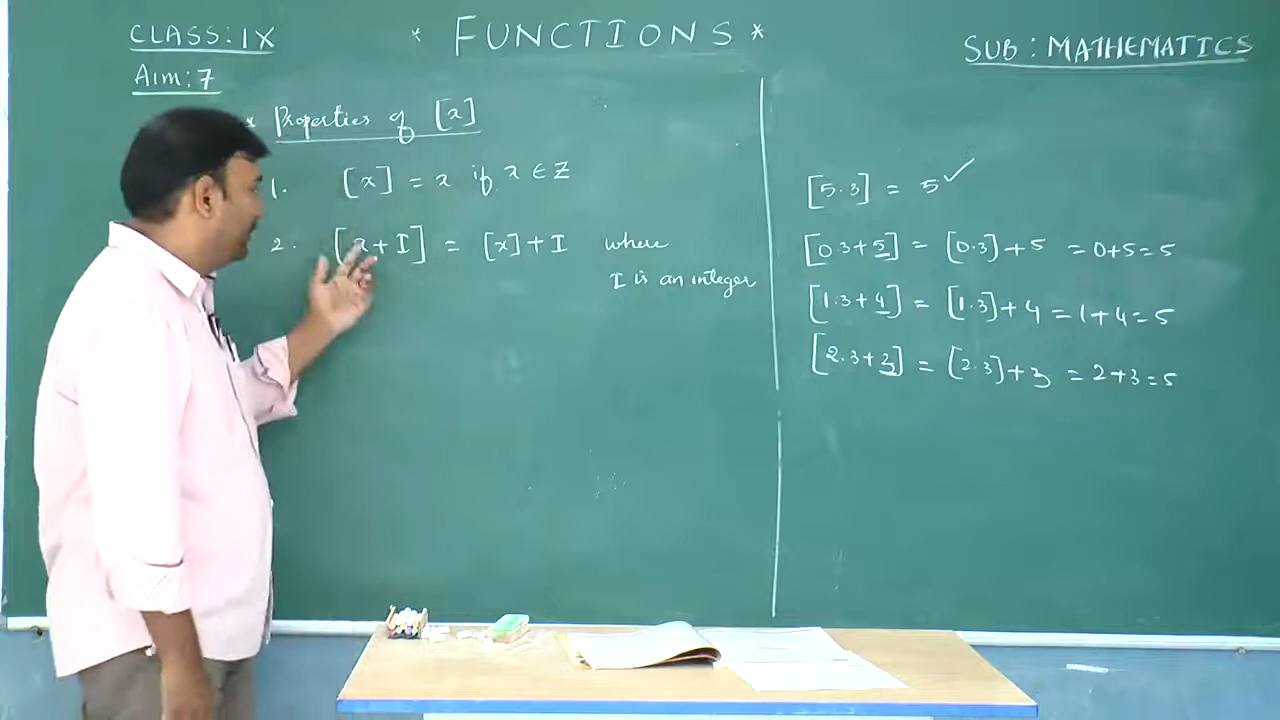 CLASS: IX
* FUNCTIONS *
SUB: MATHEMATICS
Aim: 7
* Properties of [x]
1. [x] = x if x ∈ Z
2. [x + I] = [x] + I where
I is an integer
[5.3] = 5 ✓
[0.3+5] = [0.3]+5 = 0+5=5
[1.3+4] = [1.3]+4 = 1+4=5
[2.3+3] = [2.3]+3 = 2+3=5